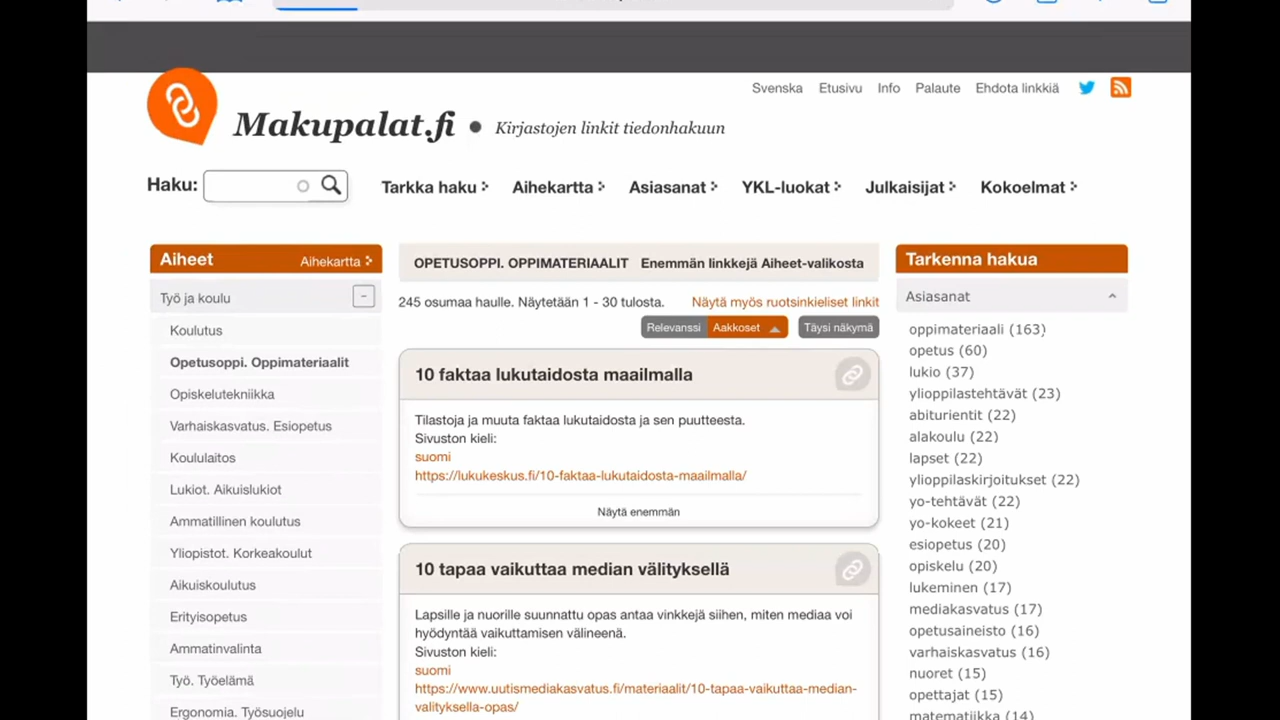 Svenska Etusivu Info Palaute Ehdota linkkiä
Makupalat.fi ● Kirjastojen linkit tiedonhakuun
Haku:
Tarkka haku Aihekartta Asiasanat YKL-luokat Julkaisijat Kokoelmat
Aiheet Aihekartta
Työ ja koulu
Koulutus
Opetusoppi. Oppimateriaalit
Opiskelutekniikka
Varhaiskasvatus. Esiopetus
Koululaitos
Lukiot. Aikuislukiot
Ammatillinen koulutus
Yliopistot. Korkeakoulut
Aikuiskoulutus
Erityisopetus
Ammatinvalinta
Työ. Työelämä
Ergonomia. Työsuojelu
OPETUSOPPI. OPPIMATERIAALIT Enemmän linkkejä Aiheet-valikosta
245 osumaa haulle. Näytetään 1 - 30 tulosta. Näytä myös ruotsinkieliset linkit
Relevanssi Aakkoset Täysi näkymä
10 faktaa lukutaidosta maailmalla
Tilastoja ja muuta faktaa lukutaidosta ja sen puutteesta.
Sivuston kieli:
suomi
https://lukukeskus.fi/10-faktaa-lukutaidosta-maailmalla/
Näytä enemmän
10 tapaa vaikuttaa median välityksellä
Lapsille ja nuorille suunnattu opas antaa vinkkejä siihen, miten mediaa voi
hyödyntää vaikuttamisen välineenä.
Sivuston kieli:
suomi
https://www.uutismediakasvatus.fi/materiaalit/10-tapaa-vaikuttaa-median-
valityksella-opas/
Tarkenna hakua
Asiasanat
oppimateriaali (163)
opetus (60)
lukio (37)
ylioppilastehtävät (23)
abiturientit (22)
alakoulu (22)
lapset (22)
ylioppilaskirjoitukset (22)
yo-tehtävät (22)
yo-kokeet (21)
esiopetus (20)
opiskelu (20)
lukeminen (17)
mediakasvatus (17)
opetusaineisto (16)
varhaiskasvatus (16)
nuoret (15)
opettajat (15)
matematiikka (14)